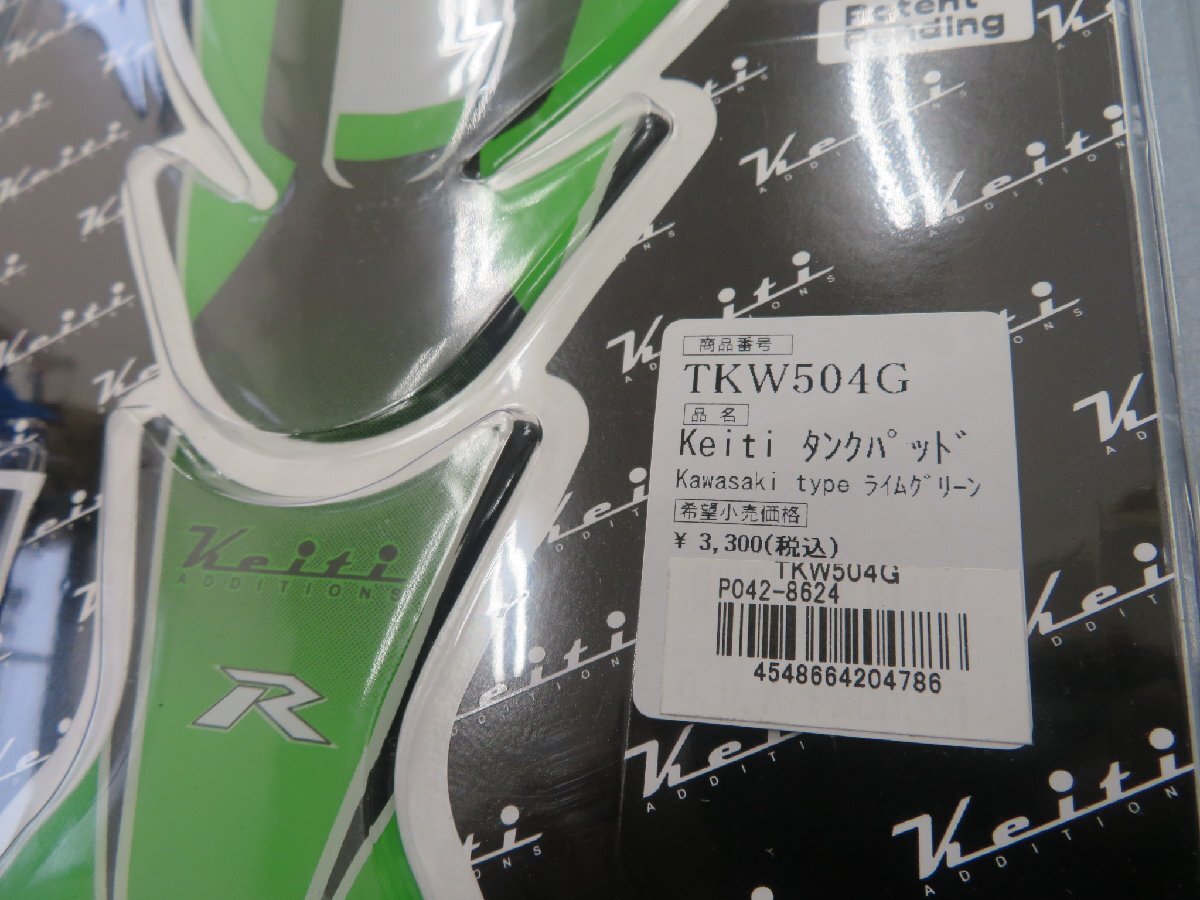 Patent
Pending
Keiti
ADDITIONS
Keiti
ADDITIONS
商品番号
TKW504G
品名
Keiti タンクパッド
Kawasaki type ライムグリーン
希望小売価格
¥ 3,300(税込)
TKW504G
P042-8624
4548664204786
Keiti
ADDITIONS
R
Keiti
Keiti
ADDITION